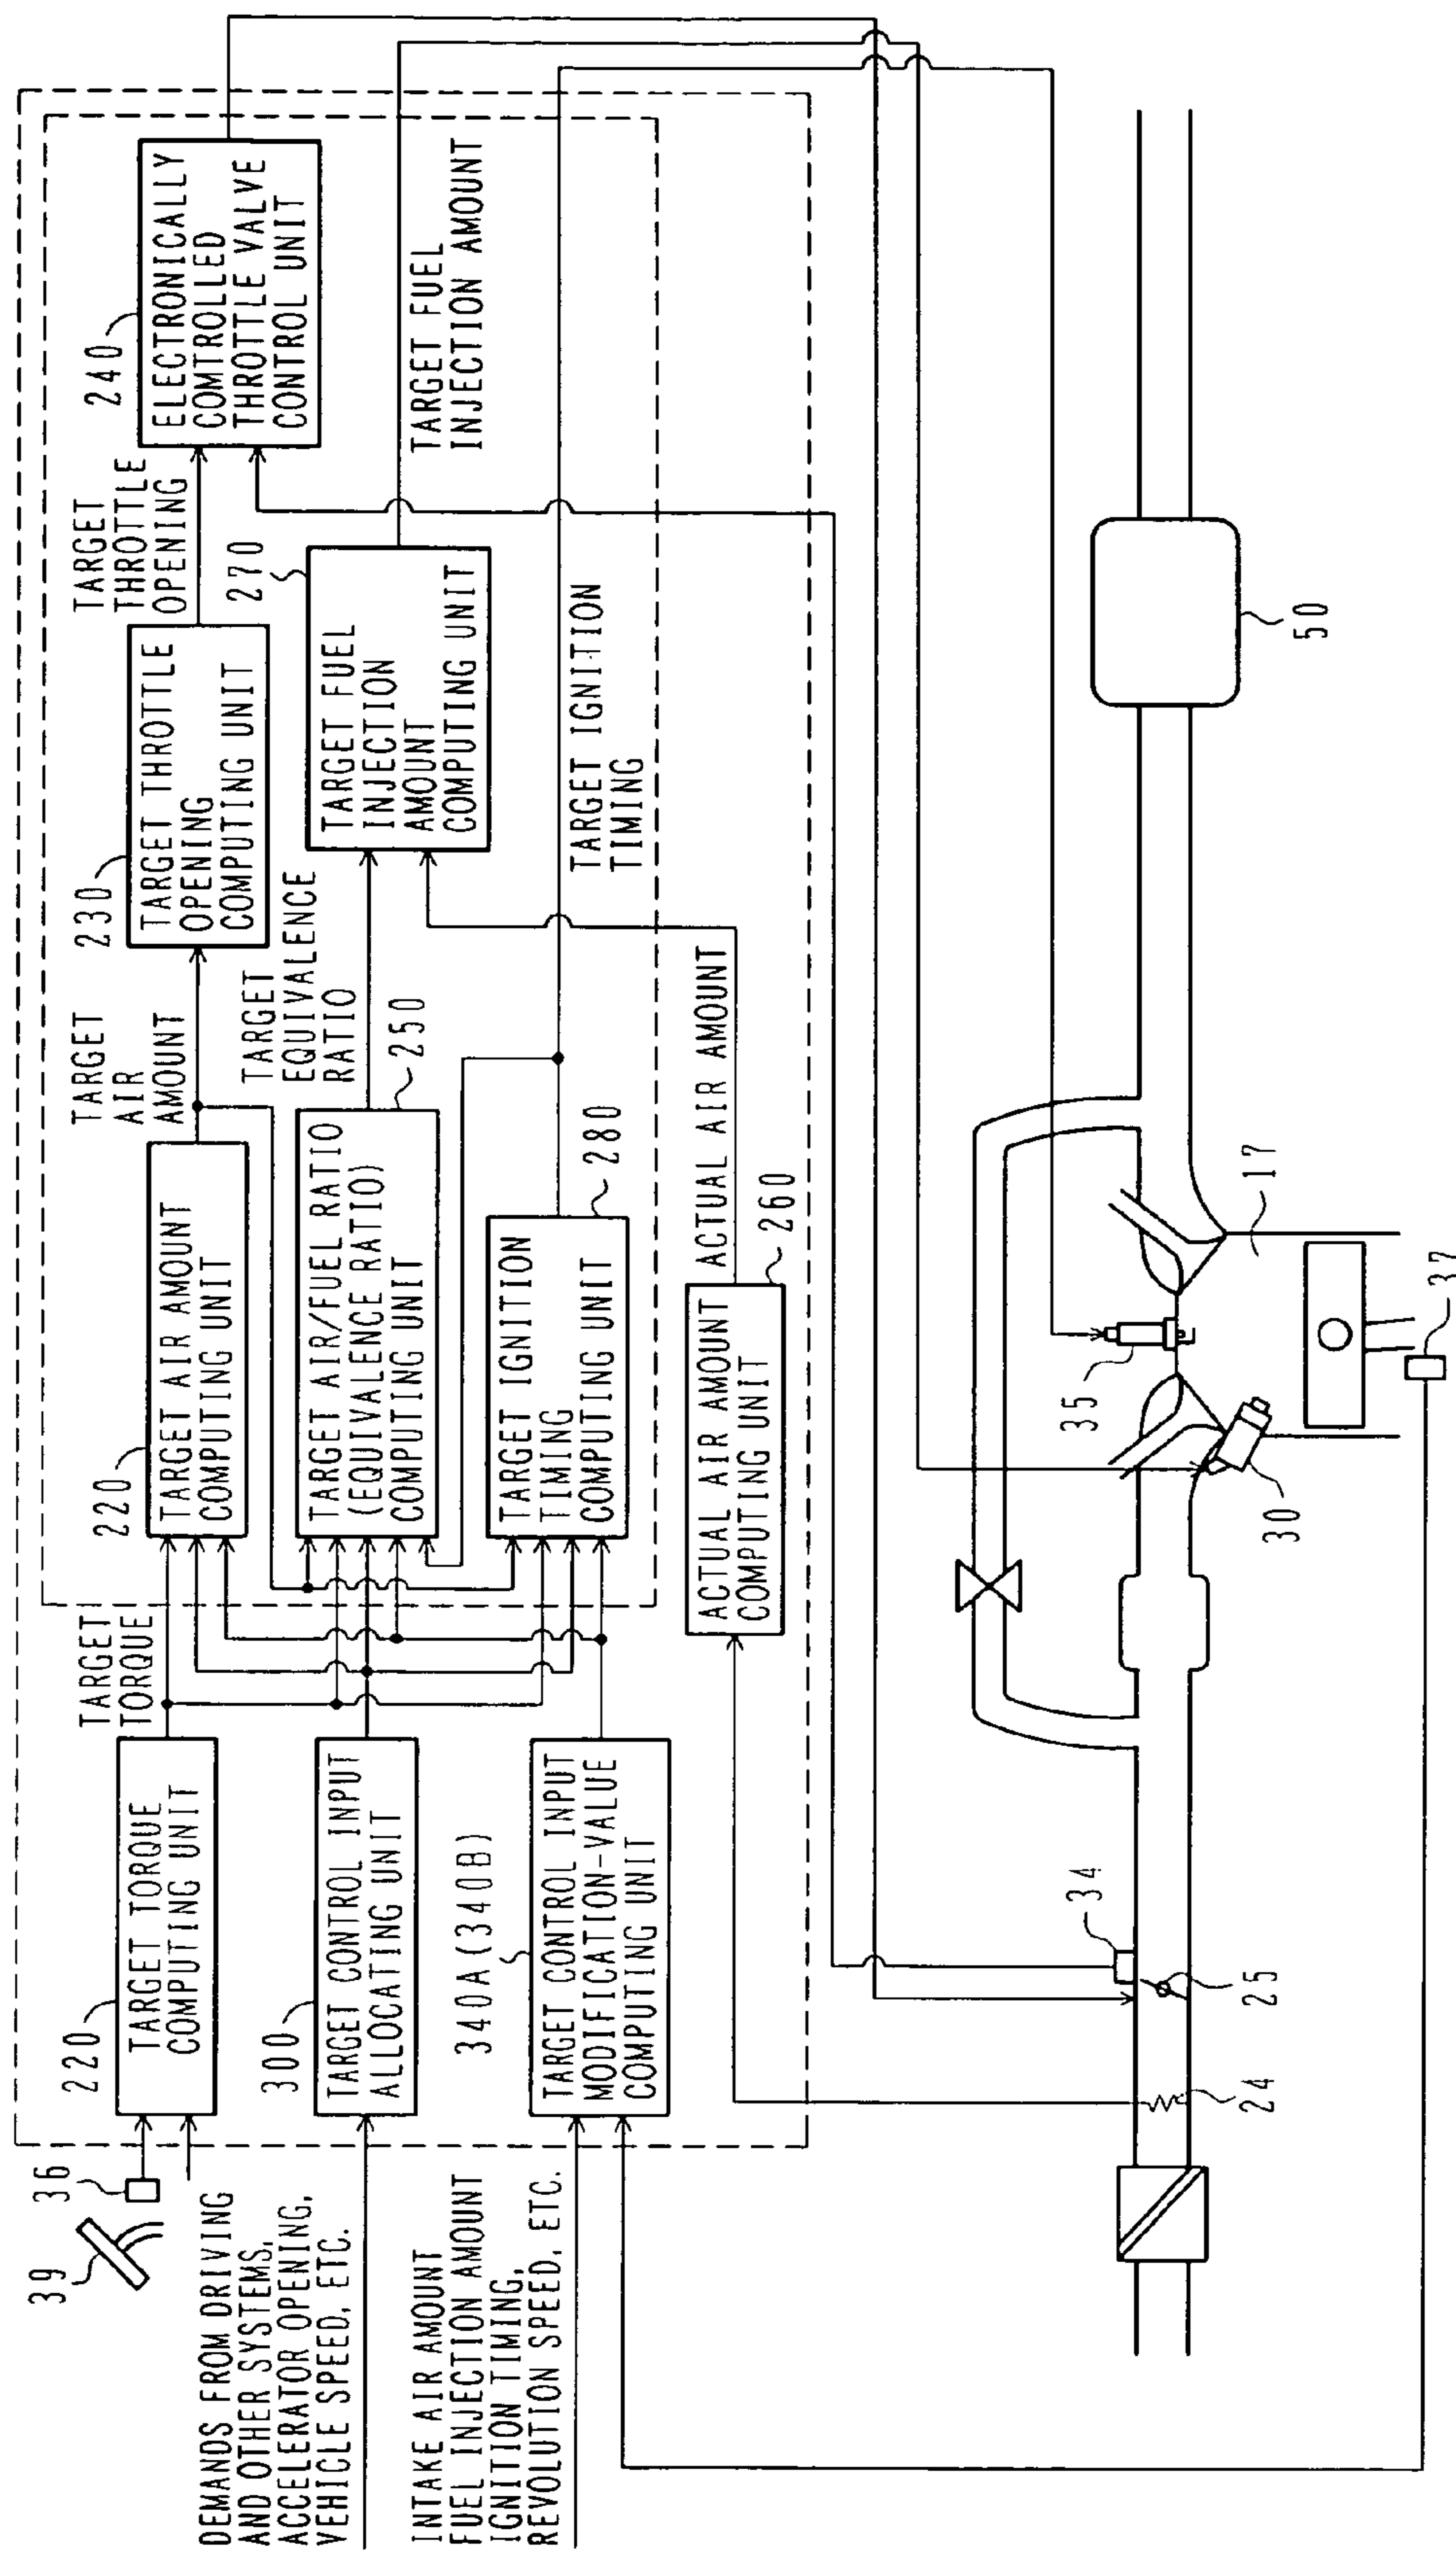 39
36
DEMANDS FROM DRIVING
AND OTHER SYSTEMS,
ACCELERATOR OPENING,
VEHICLE SPEED, ETC.
INTAKE AIR AMOUNT
FUEL INJECTION AMOUNT
IGNITION TIMING,
REVOLUTION SPEED, ETC.
220
TARGET TORQUE
COMPUTING UNIT
300
TARGET CONTROL INPUT
ALLOCATING UNIT
340A(340B)
TARGET CONTROL INPUT
MODIFICATION-VALUE
COMPUTING UNIT
TARGET
TORQUE
220
TARGET AIR AMOUNT
COMPUTING UNIT
TARGET AIR/FUEL RATIO
(EQUIVALENCE RATIO)
COMPUTING UNIT
250
TARGET IGNITION
TIMING
COMPUTING UNIT
280
ACTUAL AIR AMOUNT
COMPUTING UNIT
260
TARGET
AIR
AMOUNT
TARGET
EQUIVALENCE
RATIO
ACTUAL AIR AMOUNT
230
TARGET THROTTLE
OPENING
COMPUTING UNIT
270
TARGET FUEL
INJECTION
AMOUNT
COMPUTING UNIT
TARGET IGNITION
TIMING
TARGET
THROTTLE
OPENING
240
ELECTRONICALLY
COMTROLLED
THROTTLE VALVE
CONTROL UNIT
TARGET FUEL
INJECTION AMOUNT
24
25
34
30
35
37
17
50